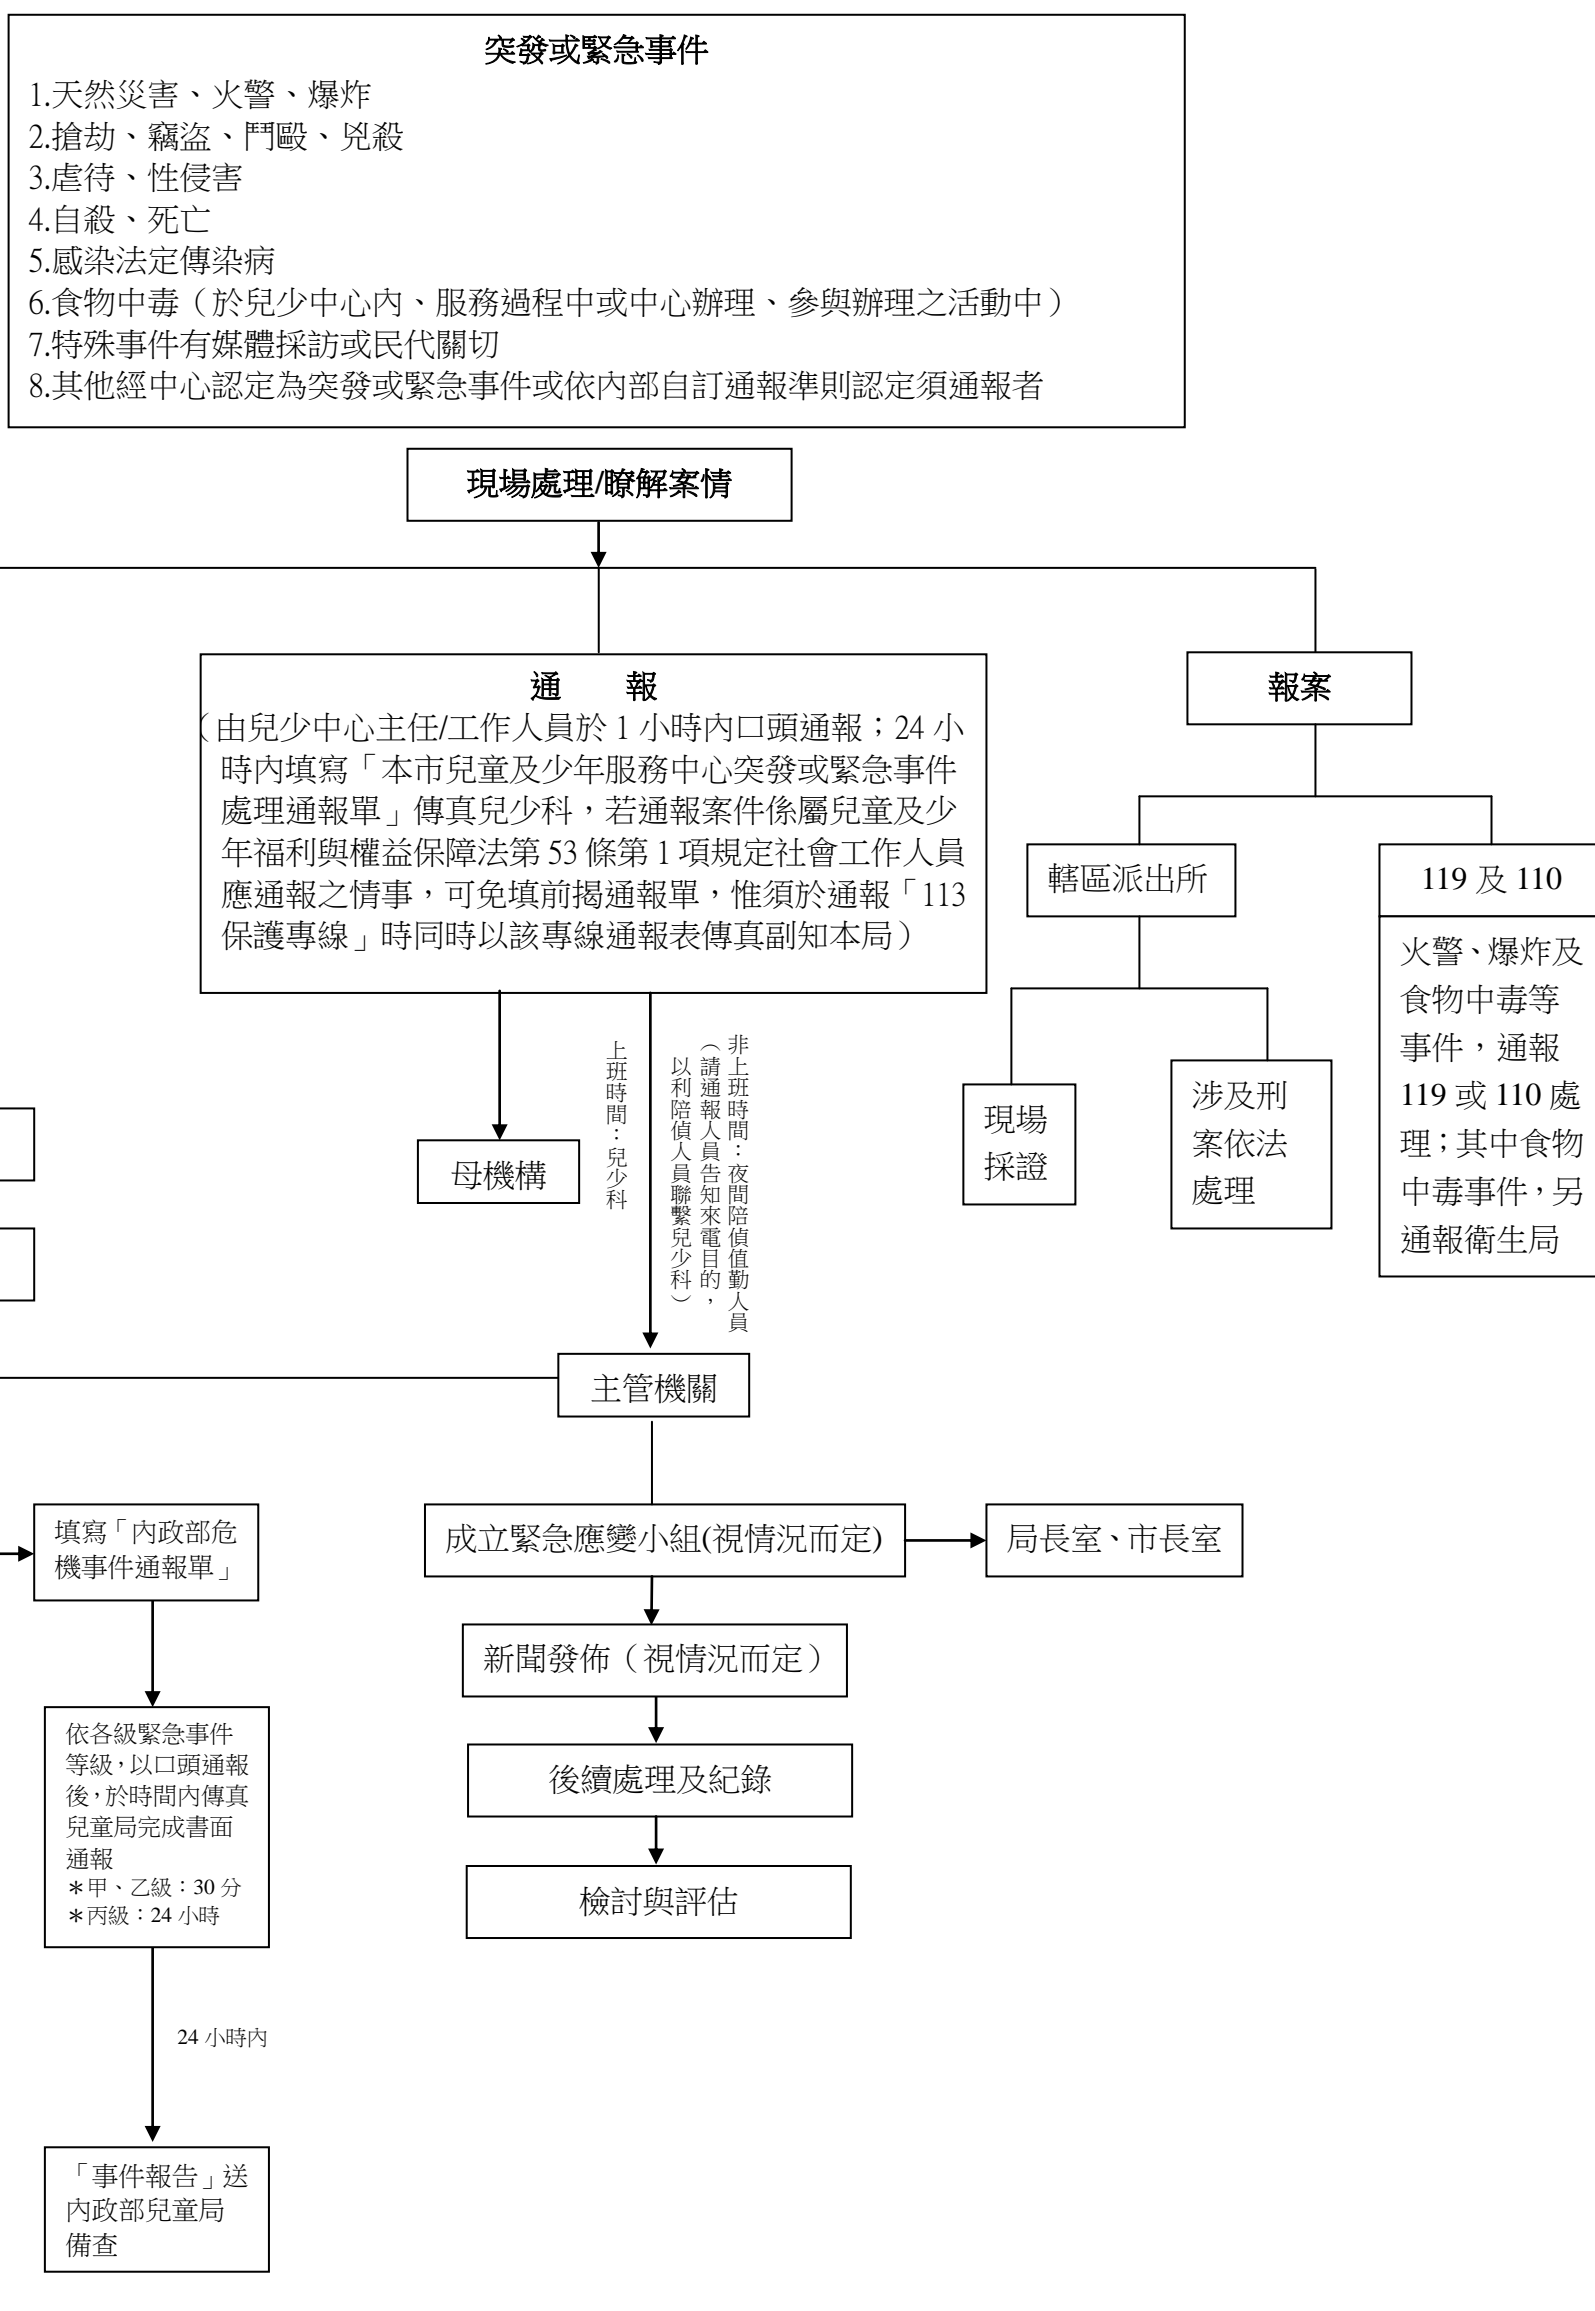 突發或緊急事件
1.天然災害、火警、爆炸
2.搶劫、竊盜、鬥毆、兇殺
3.虐待、性侵害
4.自殺、死亡
5.感染法定傳染病
6.食物中毒（於兒少中心內、服務過程中或中心辦理、參與辦理之活動中）
7.特殊事件有媒體採訪或民代關切
8.其他經中心認定為突發或緊急事件或依內部自訂通報準則認定須通報者
現場處理/瞭解案情
通　　報
（由兒少中心主任/工作人員於 1 小時內口頭通報；24 小
時內填寫「本市兒童及少年服務中心突發或緊急事件
處理通報單」傳真兒少科，若通報案件係屬兒童及少
年福利與權益保障法第 53 條第 1 項規定社會工作人員
應通報之情事，可免填前揭通報單，惟須於通報「113
保護專線」時同時以該專線通報表傳真副知本局）
報案
轄區派出所
119 及 110
火警、爆炸及
食物中毒等
事件，通報
119 或 110 處
理；其中食物
中毒事件，另
通報衛生局
現場
採證
涉及刑
案依法
處理
母機構
上班時間：兒少科
非上班時間：夜間陪偵值勤人員
（請通報人員告知來電目的，
以利陪偵人員聯繫兒少科）
主管機關
填寫「內政部危
機事件通報單」
成立緊急應變小組(視情況而定)
局長室、市長室
新聞發佈（視情況而定）
依各級緊急事件
等級，以口頭通報
後，於時間內傳真
兒童局完成書面
通報
＊甲、乙級：30 分
＊丙級：24 小時
後續處理及紀錄
檢討與評估
24 小時內
「事件報告」送
內政部兒童局
備查